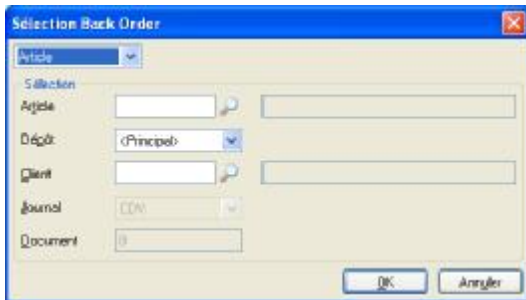 Sélection Back Order
Article
Sélection
Article
Dépôt
<Principal>
Client
Journal
CDV
Document
0
OK
Annuler